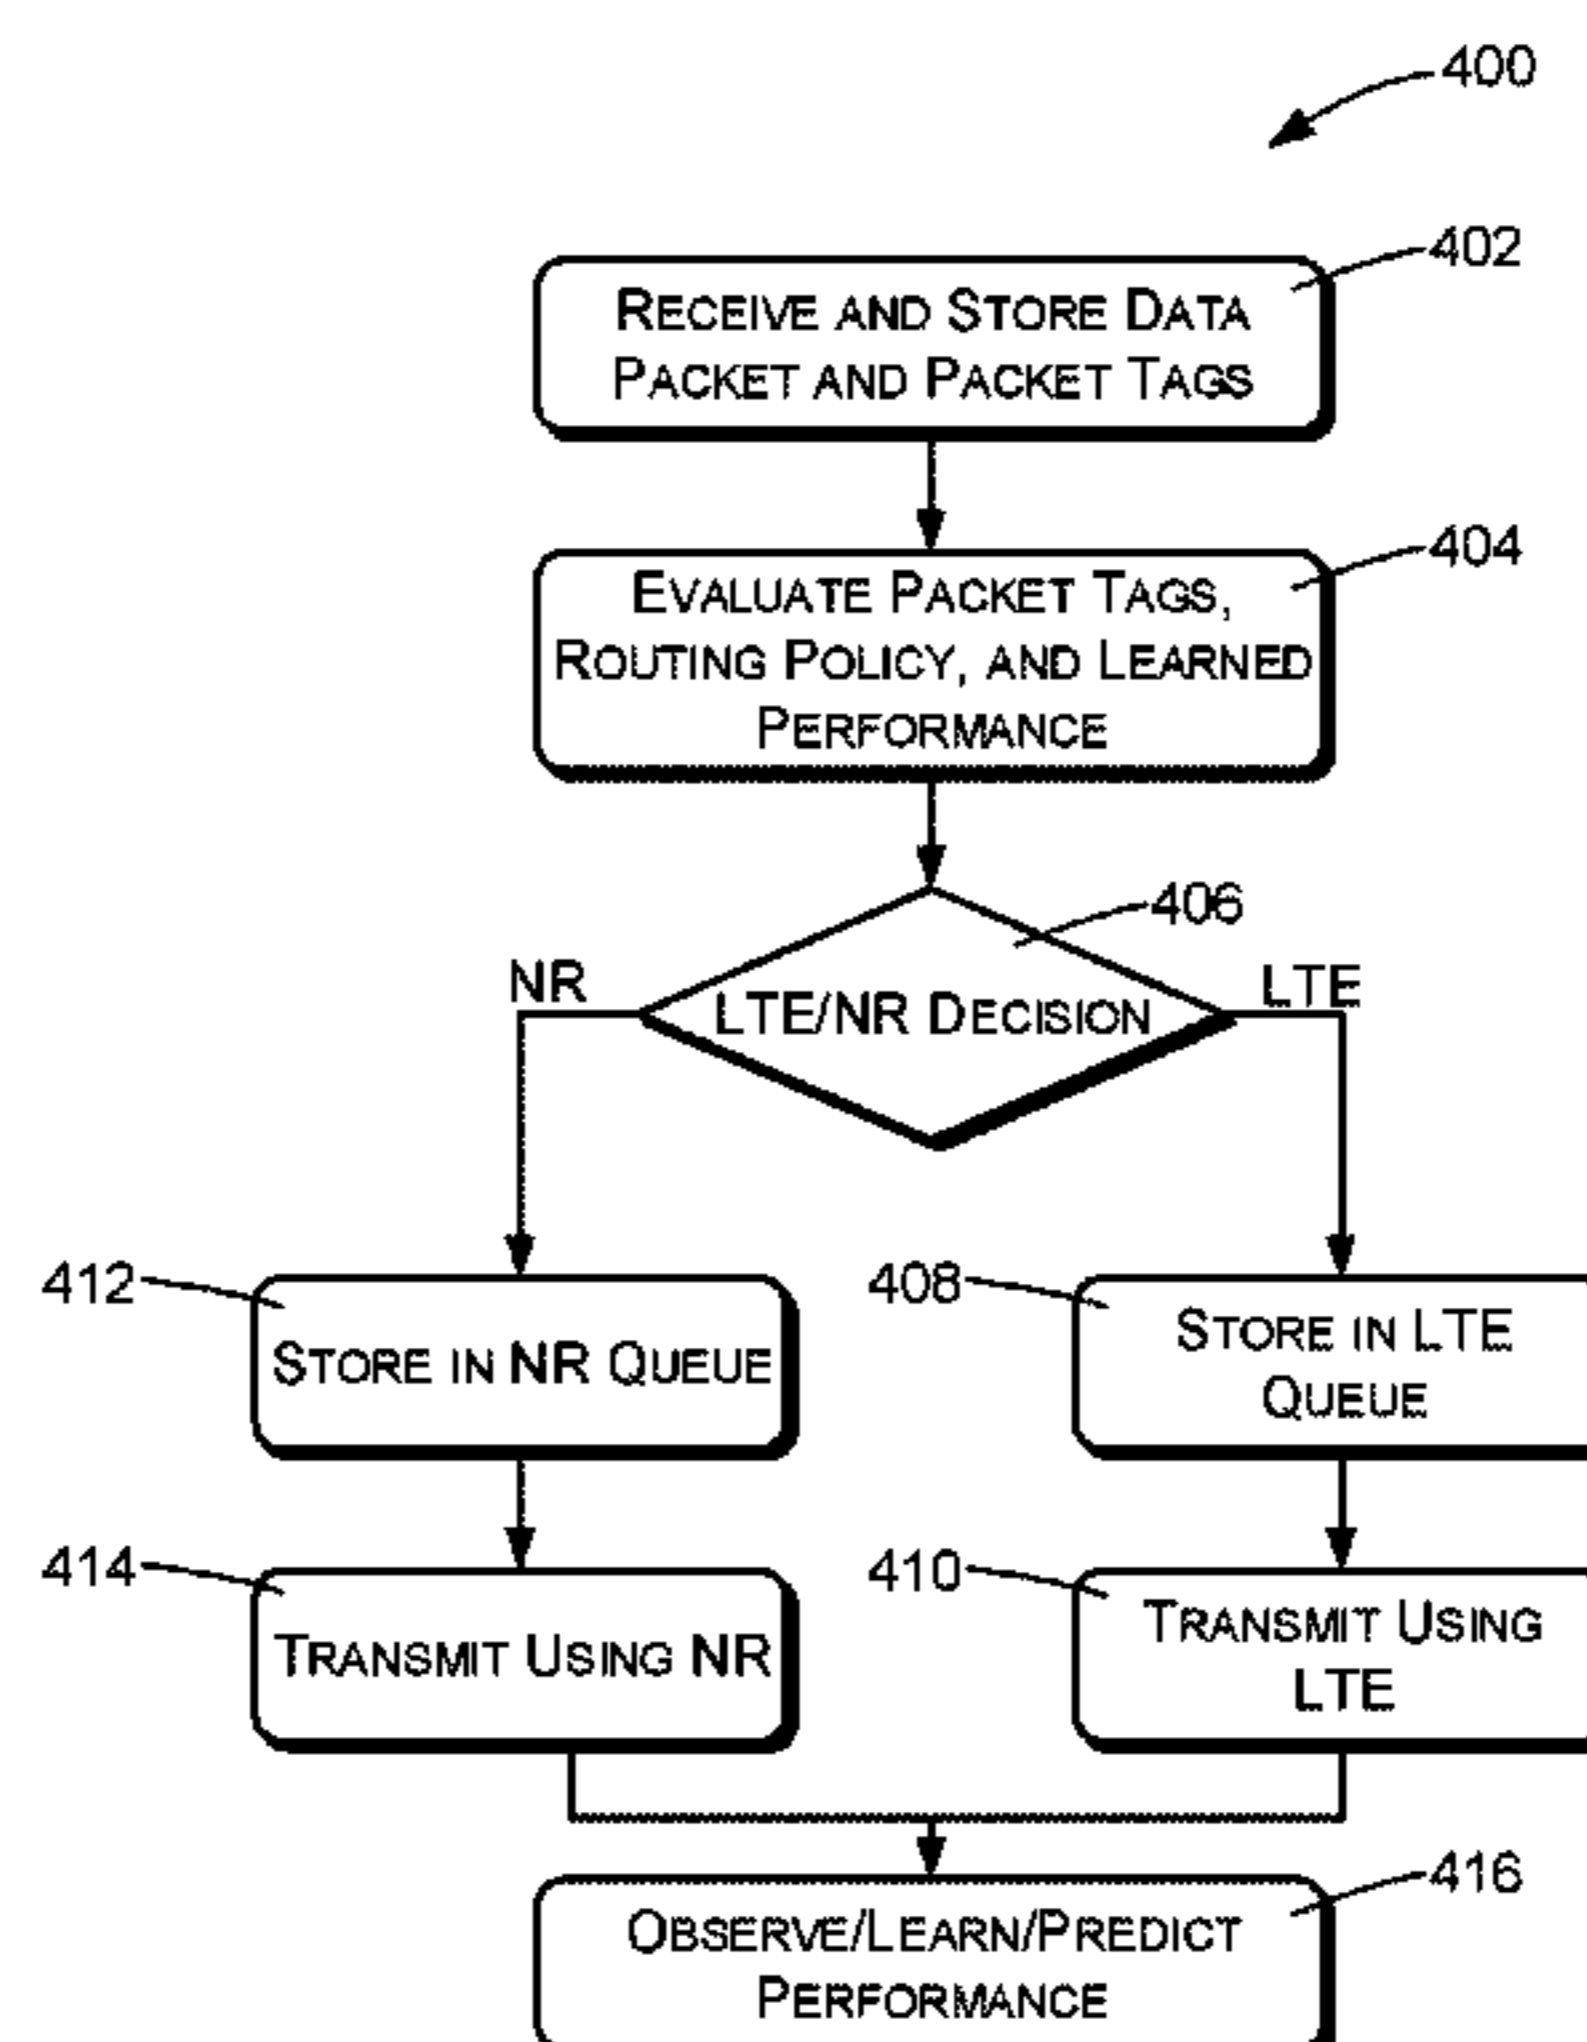 400
402
RECEIVE AND STORE DATA
PACKET AND PACKET TAGS
404
EVALUATE PACKET TAGS,
ROUTING POLICY, AND LEARNED
PERFORMANCE
406
NR
LTE/NR DECISION
LTE
412
STORE IN NR QUEUE
408
STORE IN LTE
QUEUE
414
TRANSMIT USING NR
410
TRANSMIT USING
LTE
416
OBSERVE/LEARN/PREDICT
PERFORMANCE